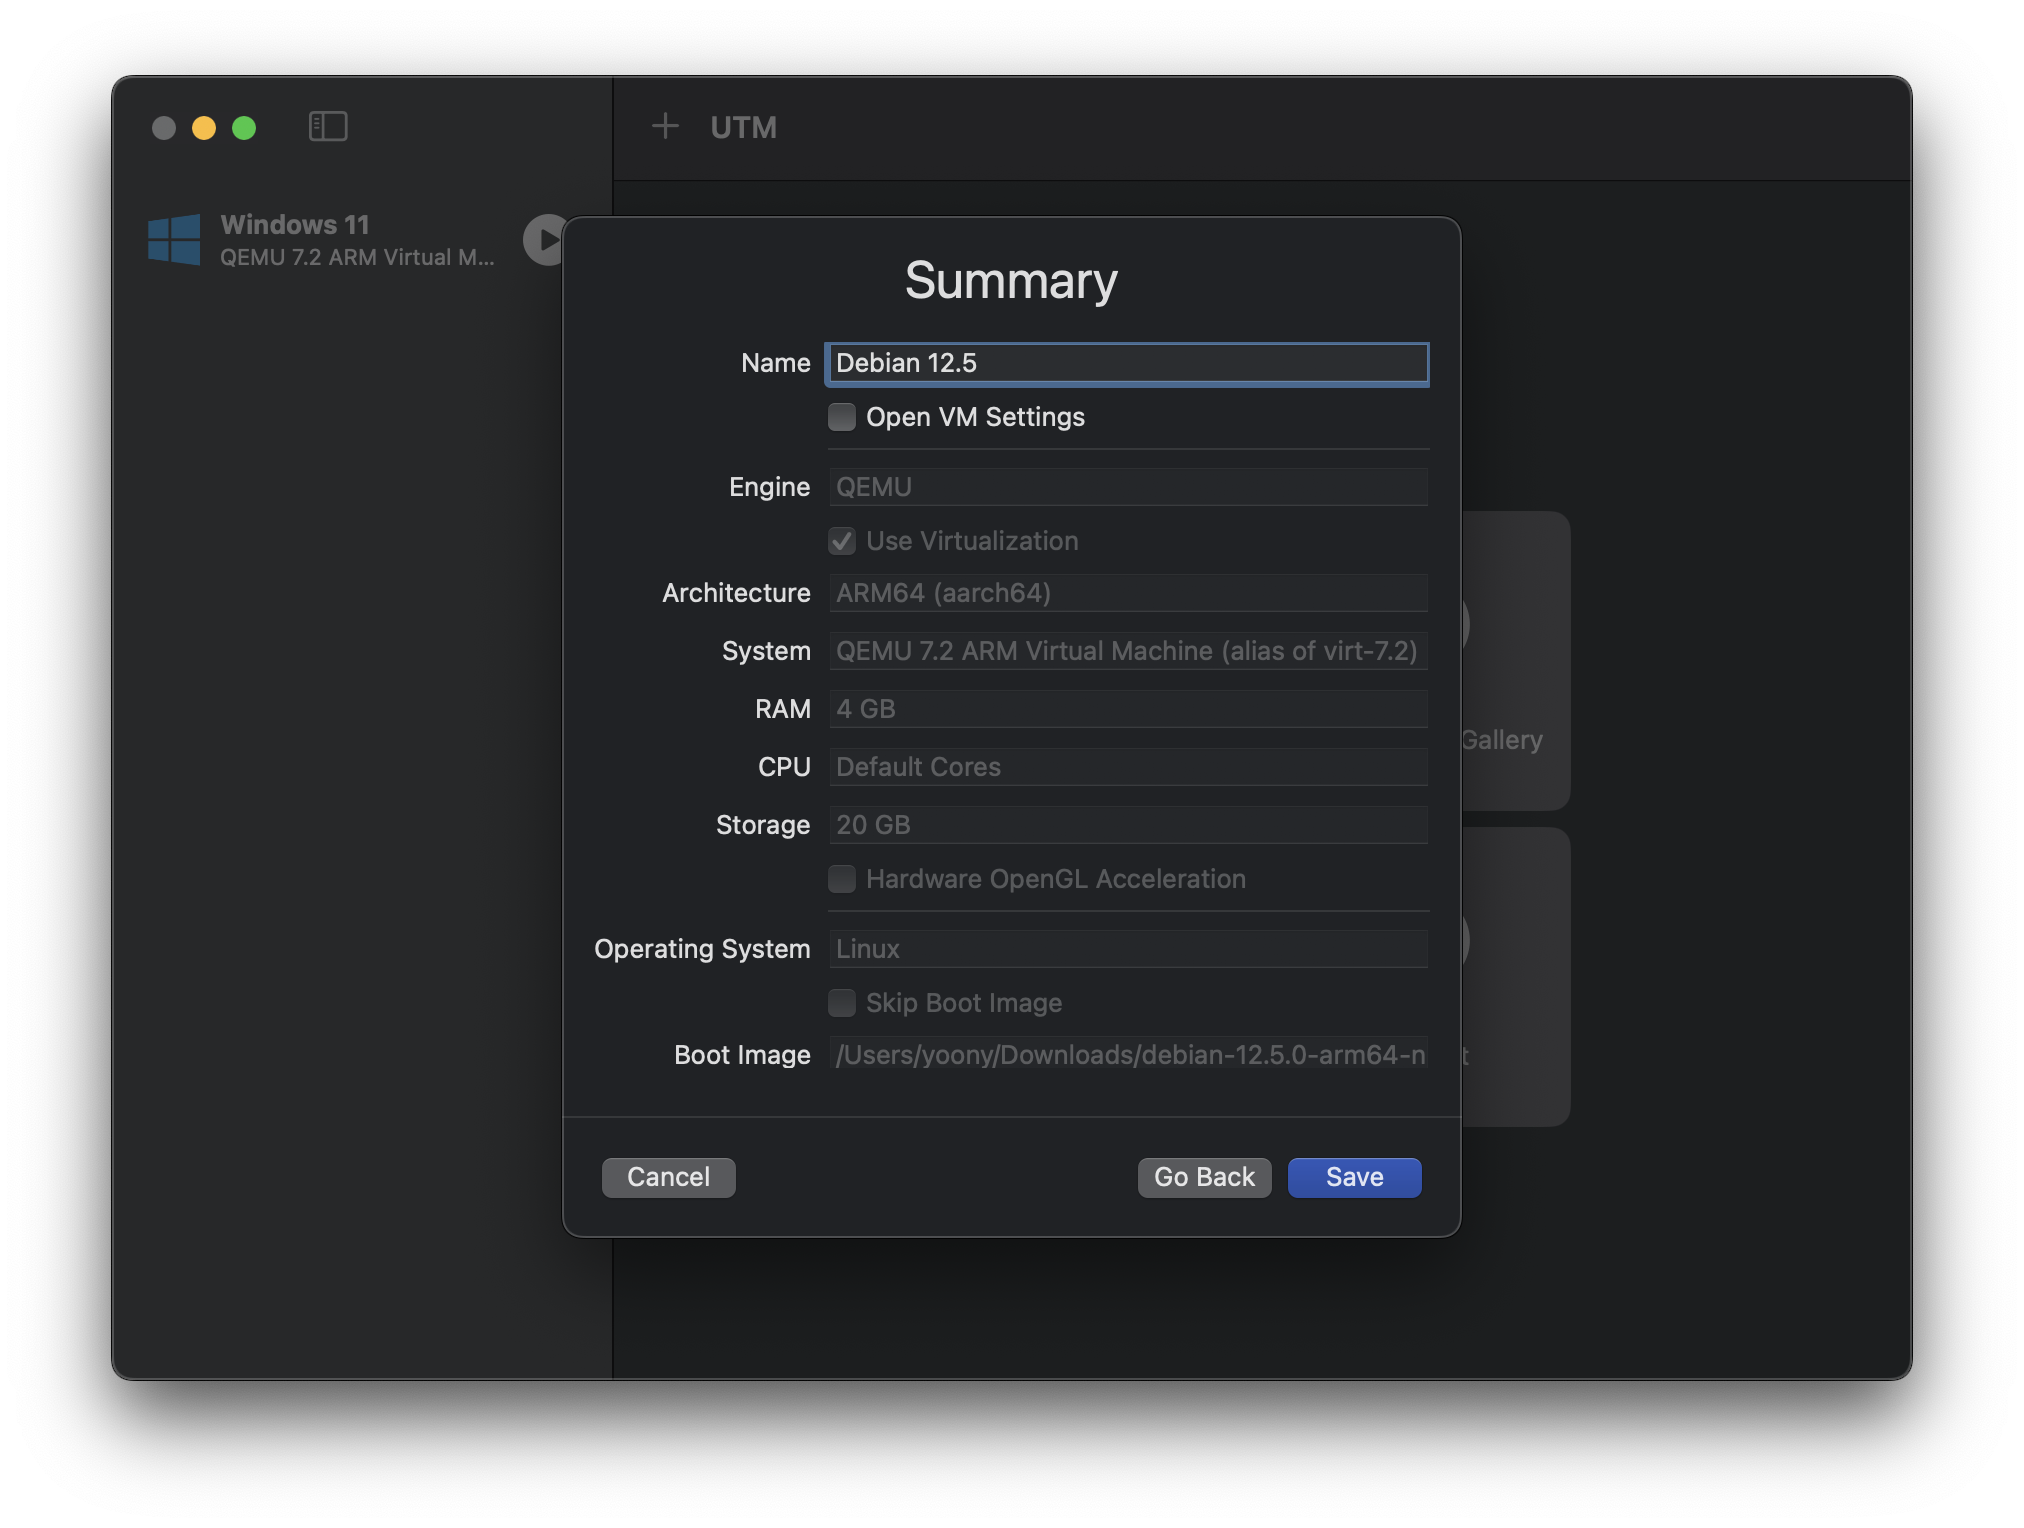 UTM
Windows 11
QEMU 7.2 ARM Virtual M...
Summary
Name Debian 12.5
Open VM Settings
Engine QEMU
Use Virtualization
Architecture ARM64 (aarch64)
System QEMU 7.2 ARM Virtual Machine (alias of virt-7.2)
RAM 4 GB
CPU Default Cores
Storage 20 GB
Hardware OpenGL Acceleration
Operating System Linux
Skip Boot Image
Boot Image /Users/yoony/Downloads/debian-12.5.0-arm64-n
Cancel Go Back Save
Gallery
t